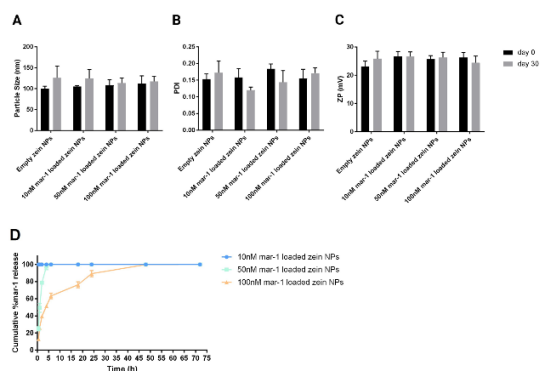 A
Particle Size (nm)
200
150
100
50
0
Empty zein NPs
10nM mar-1 loaded zein NPs
50nM mar-1 loaded zein NPs
100nM mar-1 loaded zein NPs
B
PDI
0.25
0.20
0.15
0.10
0.05
0.00
Empty zein NPs
10nM mar-1 loaded zein NPs
50nM mar-1 loaded zein NPs
100nM mar-1 loaded zein NPs
C
ZP (mV)
30
20
10
0
Empty zein NPs
10nM mar-1 loaded zein NPs
50nM mar-1 loaded zein NPs
100nM mar-1 loaded zein NPs
day 0
day 30
D
Cumulative %mar-1 release
100
80
60
40
20
0
0 5 10 15 20 25 30 35 40 45 50 55 60 65 70 75
Time (h)
10nM mar-1 loaded zein NPs
50nM mar-1 loaded zein NPs
100nM mar-1 loaded zein NPs